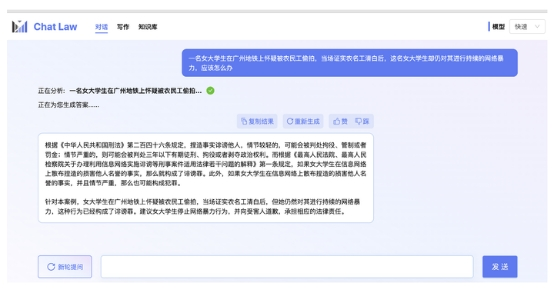 Chat Law 对话 写作 知识库 模型 快速
一名女大学生在广州地铁上怀疑被农民工偷拍，当场证实农名工清白后，这名女大学生却仍对其进行持续的网络暴
力，应该怎么办
正在分析：一名女大学生在广州地铁上怀疑被农民工偷拍...
正在为您生成答案......
复制结果 重新生成 赞 踩
根据《中华人民共和国刑法》第二百四十六条规定，捏造事实诽谤他人，情节较轻的，可能会被判处拘役、管制或者
罚金；情节严重的，则可能会被判处三年以下有期徒刑、拘役或者剥夺政治权利。而根据《最高人民法院、最高人民
检察院关于办理利用信息网络实施诽谤等刑事案件适用法律若干问题的解释》第一条规定，如果女大学生在信息网络
上散布捏造的损害他人名誉的事实，那么就构成了诽谤罪。此外，如果女大学生在信息网络上散布捏造的损害他人名
誉的事实，并且情节严重，那么也可能构成犯罪。
针对本案例，女大学生在广州地铁上怀疑被农民工偷拍，当场证实农名工清白后，但她仍然对其进行持续的网络暴
力，这种行为已经构成了诽谤罪。建议女大学生停止网络暴力行为，并向受害人道歉，承担相应的法律责任。
新轮提问
发 送